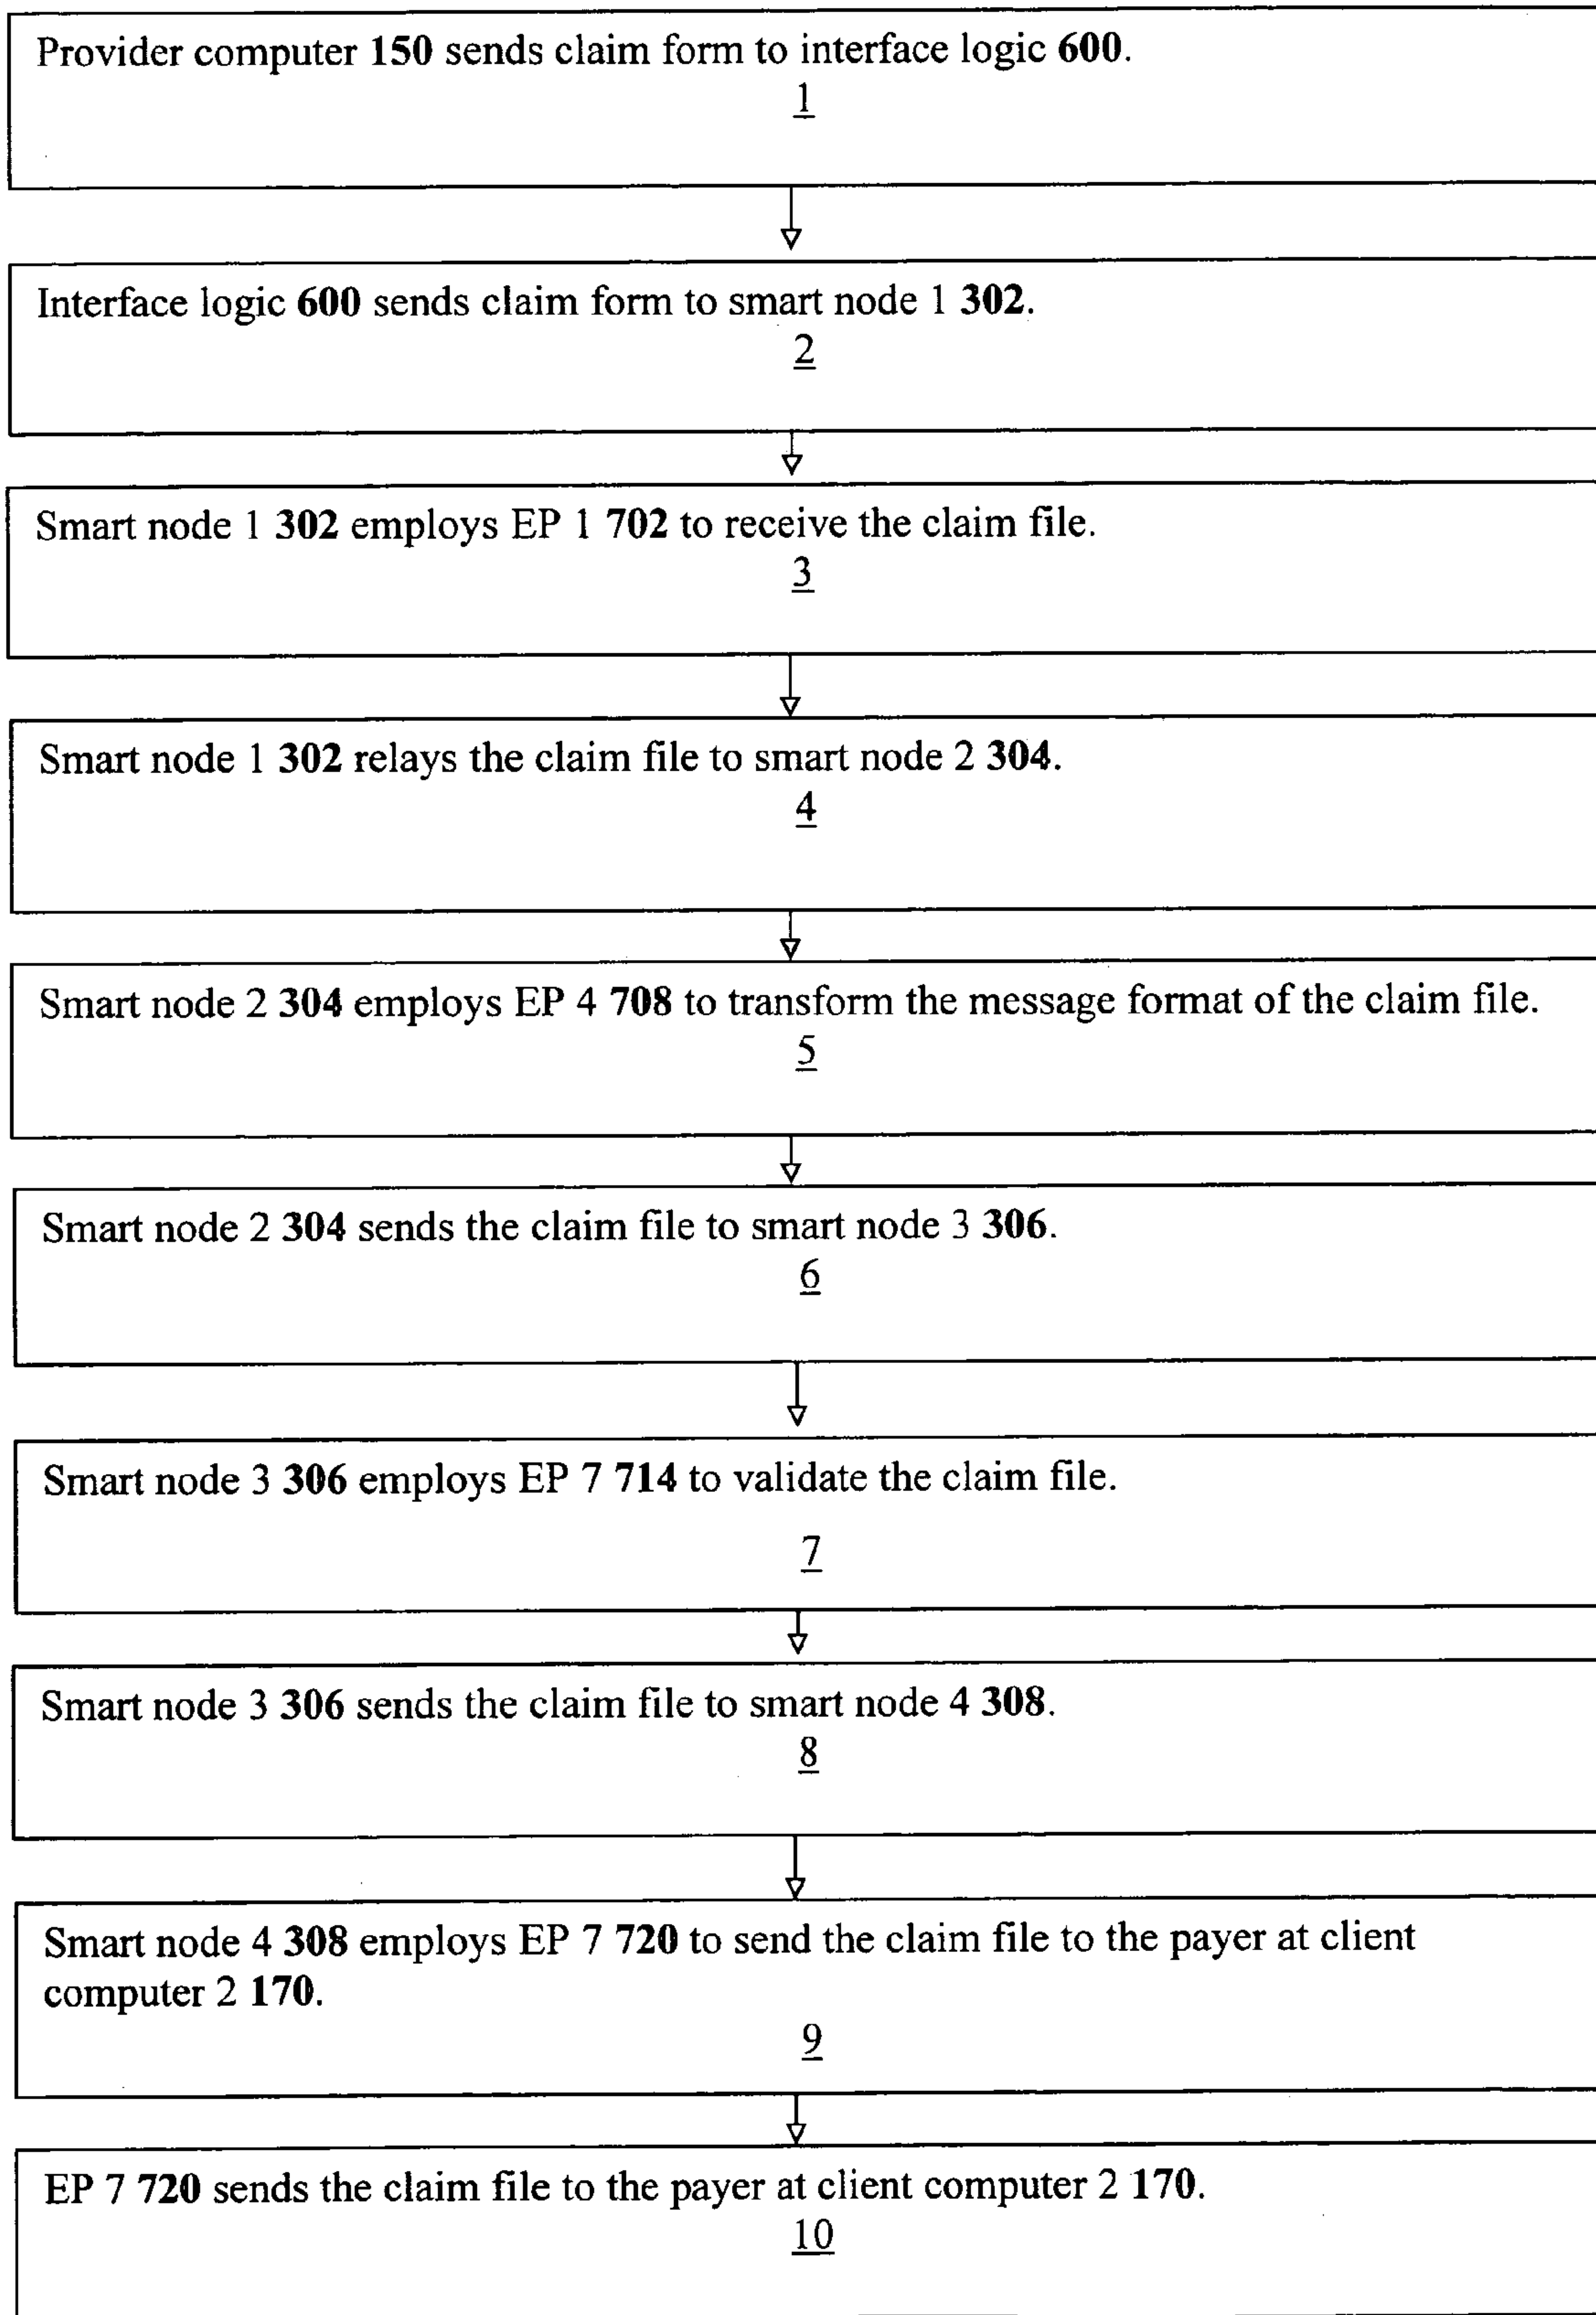 Provider computer 150 sends claim form to interface logic 600.
1
Interface logic 600 sends claim form to smart node 1 302.
2
Smart node 1 302 employs EP 1 702 to receive the claim file.
3
Smart node 1 302 relays the claim file to smart node 2 304.
4
Smart node 2 304 employs EP 4 708 to transform the message format of the claim file.
5
Smart node 2 304 sends the claim file to smart node 3 306.
6
Smart node 3 306 employs EP 7 714 to validate the claim file.
7
Smart node 3 306 sends the claim file to smart node 4 308.
8
Smart node 4 308 employs EP 7 720 to send the claim file to the payer at client
computer 2 170.
9
EP 7 720 sends the claim file to the payer at client computer 2 170.
10